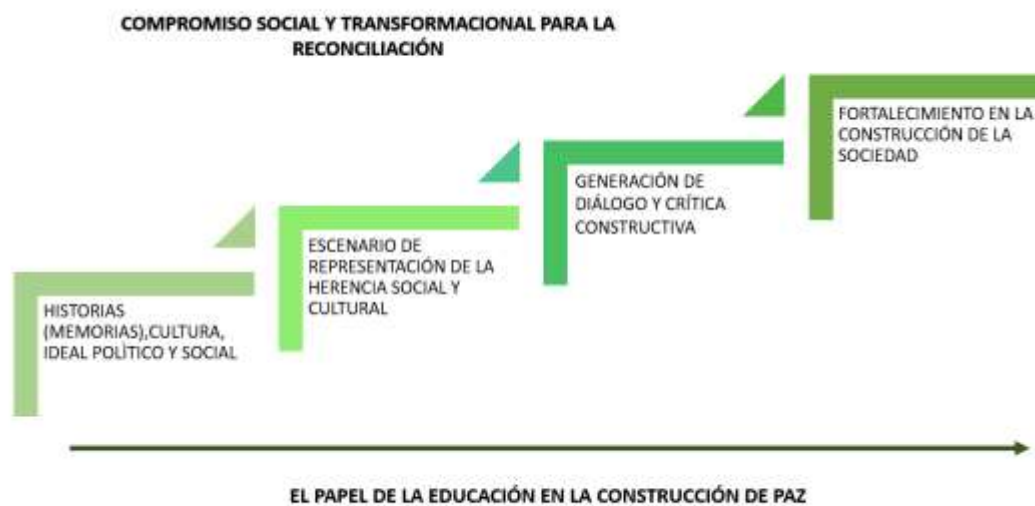 COMPROMISO SOCIAL Y TRANSFORMACIONAL PARA LA
RECONCILIACIÓN
HISTORIAS
(MEMORIAS),CULTURA,
IDEAL POLÌTICO Y SOCIAL
ESCENARIO DE
REPRESENTACIÓN DE LA
HERENCIA SOCIAL Y
CULTURAL
GENERACIÓN DE
DIÁLOGO Y CRÍTICA
CONSTRUCTIVA
FORTALECIMIENTO EN LA
CONSTRUCCIÓN DE LA
SOCIEDAD
EL PAPEL DE LA EDUCACIÓN EN LA CONSTRUCCIÓN DE PAZ